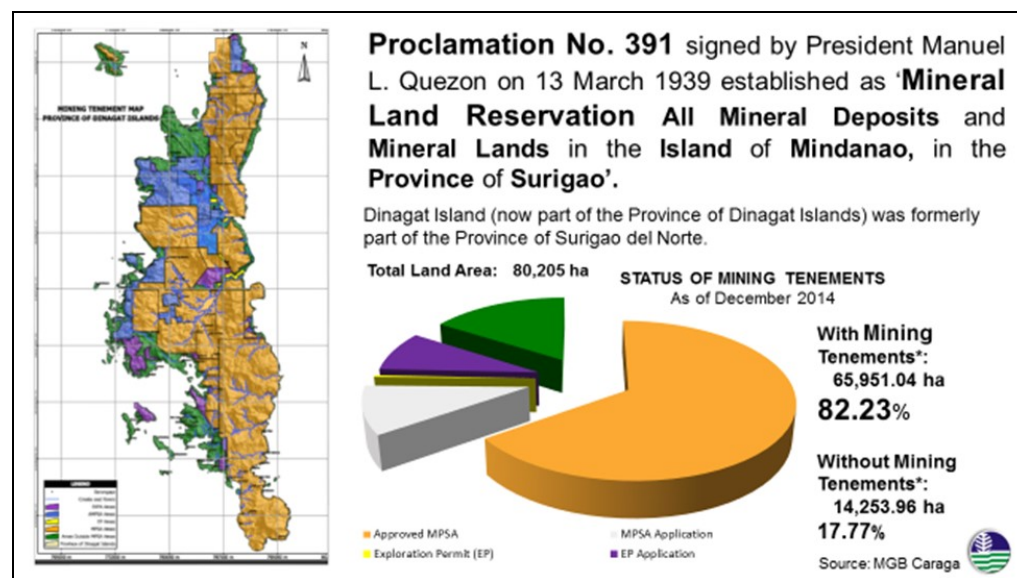 MINING TENEMENT MAP
PROVINCE OF DINAGAT ISLANDS
N
LEGEND
Proclamation No. 391 signed by President Manuel
L. Quezon on 13 March 1939 established as ‘Mineral
Land Reservation All Mineral Deposits and
Mineral Lands in the Island of Mindanao, in the
Province of Surigao’.
Dinagat Island (now part of the Province of Dinagat Islands) was formerly
part of the Province of Surigao del Norte.
Total Land Area: 80,205 ha
STATUS OF MINING TENEMENTS
As of December 2014
With Mining
Tenements*:
65,951.04 ha
82.23%
Without Mining
Tenements*:
14,253.96 ha
17.77%
Approved MPSA
MPSA Application
Exploration Permit (EP)
EP Application
Source: MGB Caraga